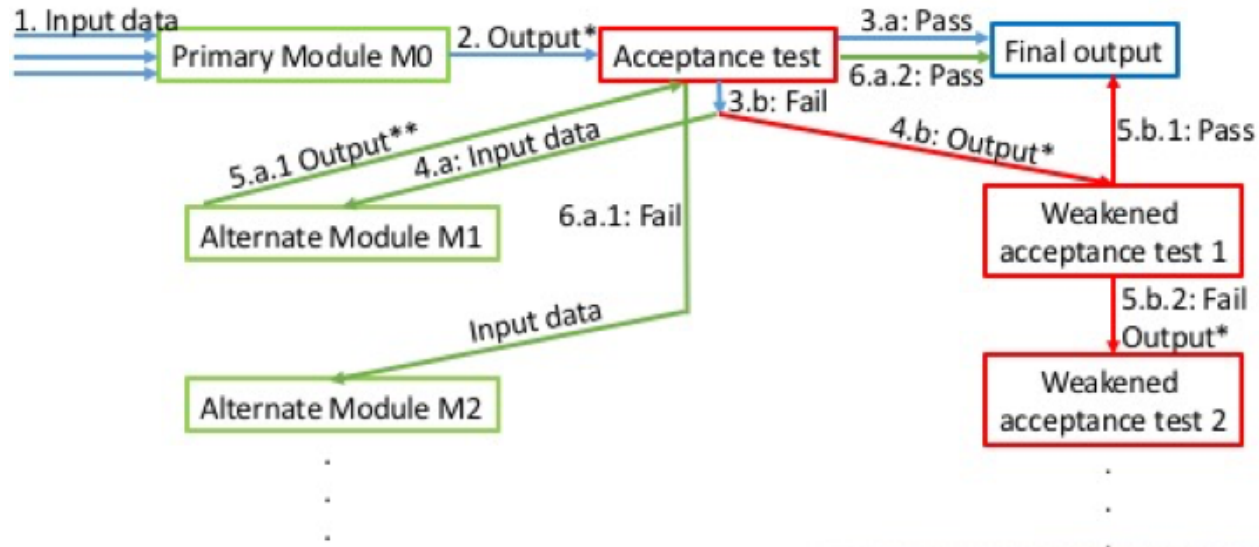 1. Input data
Primary Module M0
2. Output*
Acceptance test
3.a: Pass
6.a.2: Pass
Final output
3.b: Fail
5.a.1 Output**
4.a: Input data
4.b: Output*
5.b.1: Pass
Alternate Module M1
6.a.1: Fail
Weakened
acceptance test 1
Input data
5.b.2: Fail
Output*
Alternate Module M2
Weakened
acceptance test 2
.
.
.
.
.
.